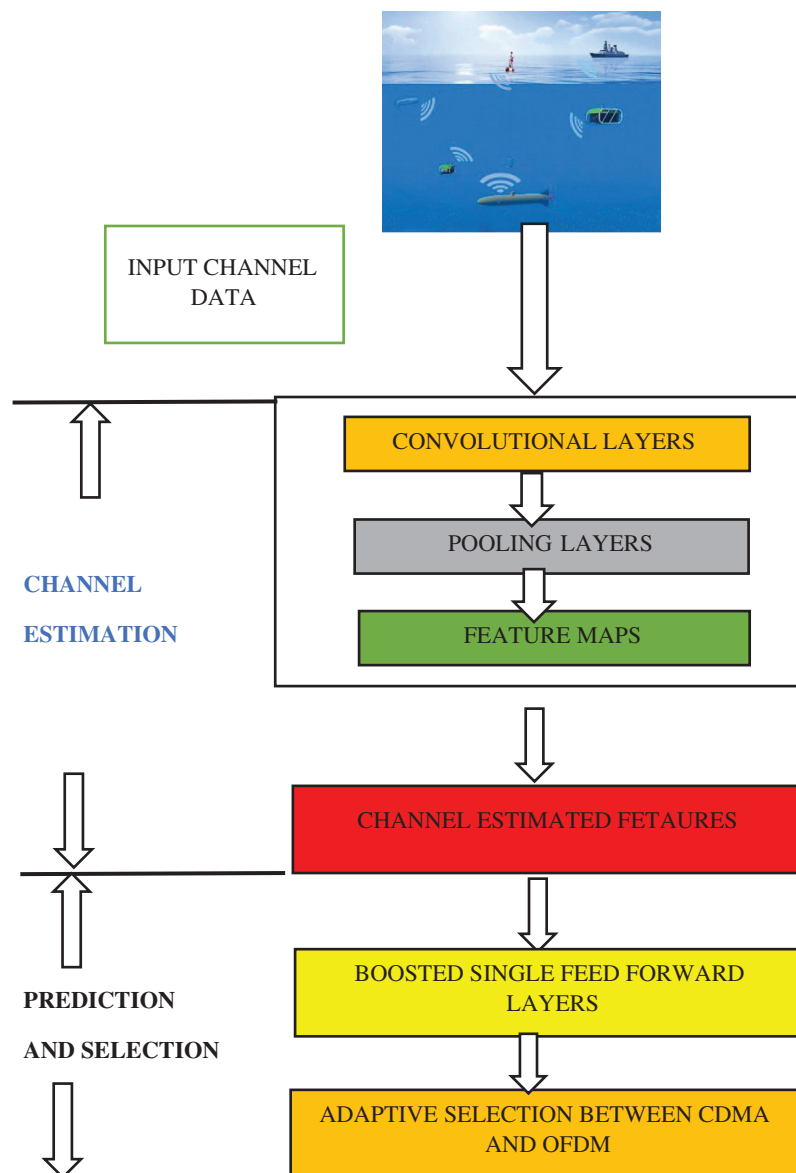 INPUT CHANNEL
DATA
CONVOLUTIONAL LAYERS
POOLING LAYERS
FEATURE MAPS
CHANNEL
ESTIMATION
CHANNEL ESTIMATED FETAURES
BOOSTED SINGLE FEED FORWARD
LAYERS
PREDICTION
AND SELECTION
ADAPTIVE SELECTION BETWEEN CDMA
AND OFDM